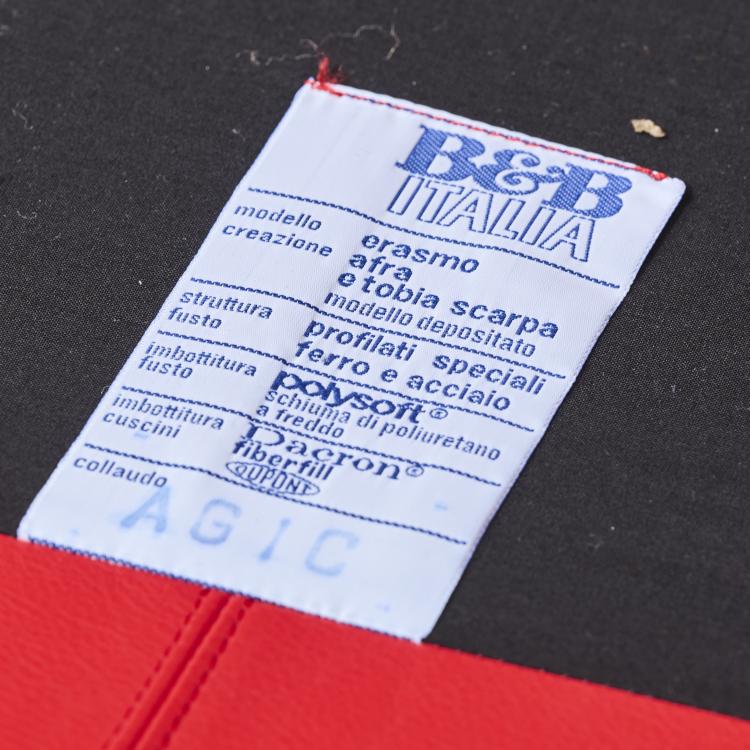 B&B
ITALIA
modello erasmo
creazione afra
e tobia scarpa
modello depositato
struttura profilati speciali
fusto ferro e acciaio
imbottitura polysoft®
fusto schiuma di poliuretano
a freddo
imbottitura Dacron®
cuscini fiberfill
DUPONT
collaudo
AGIC